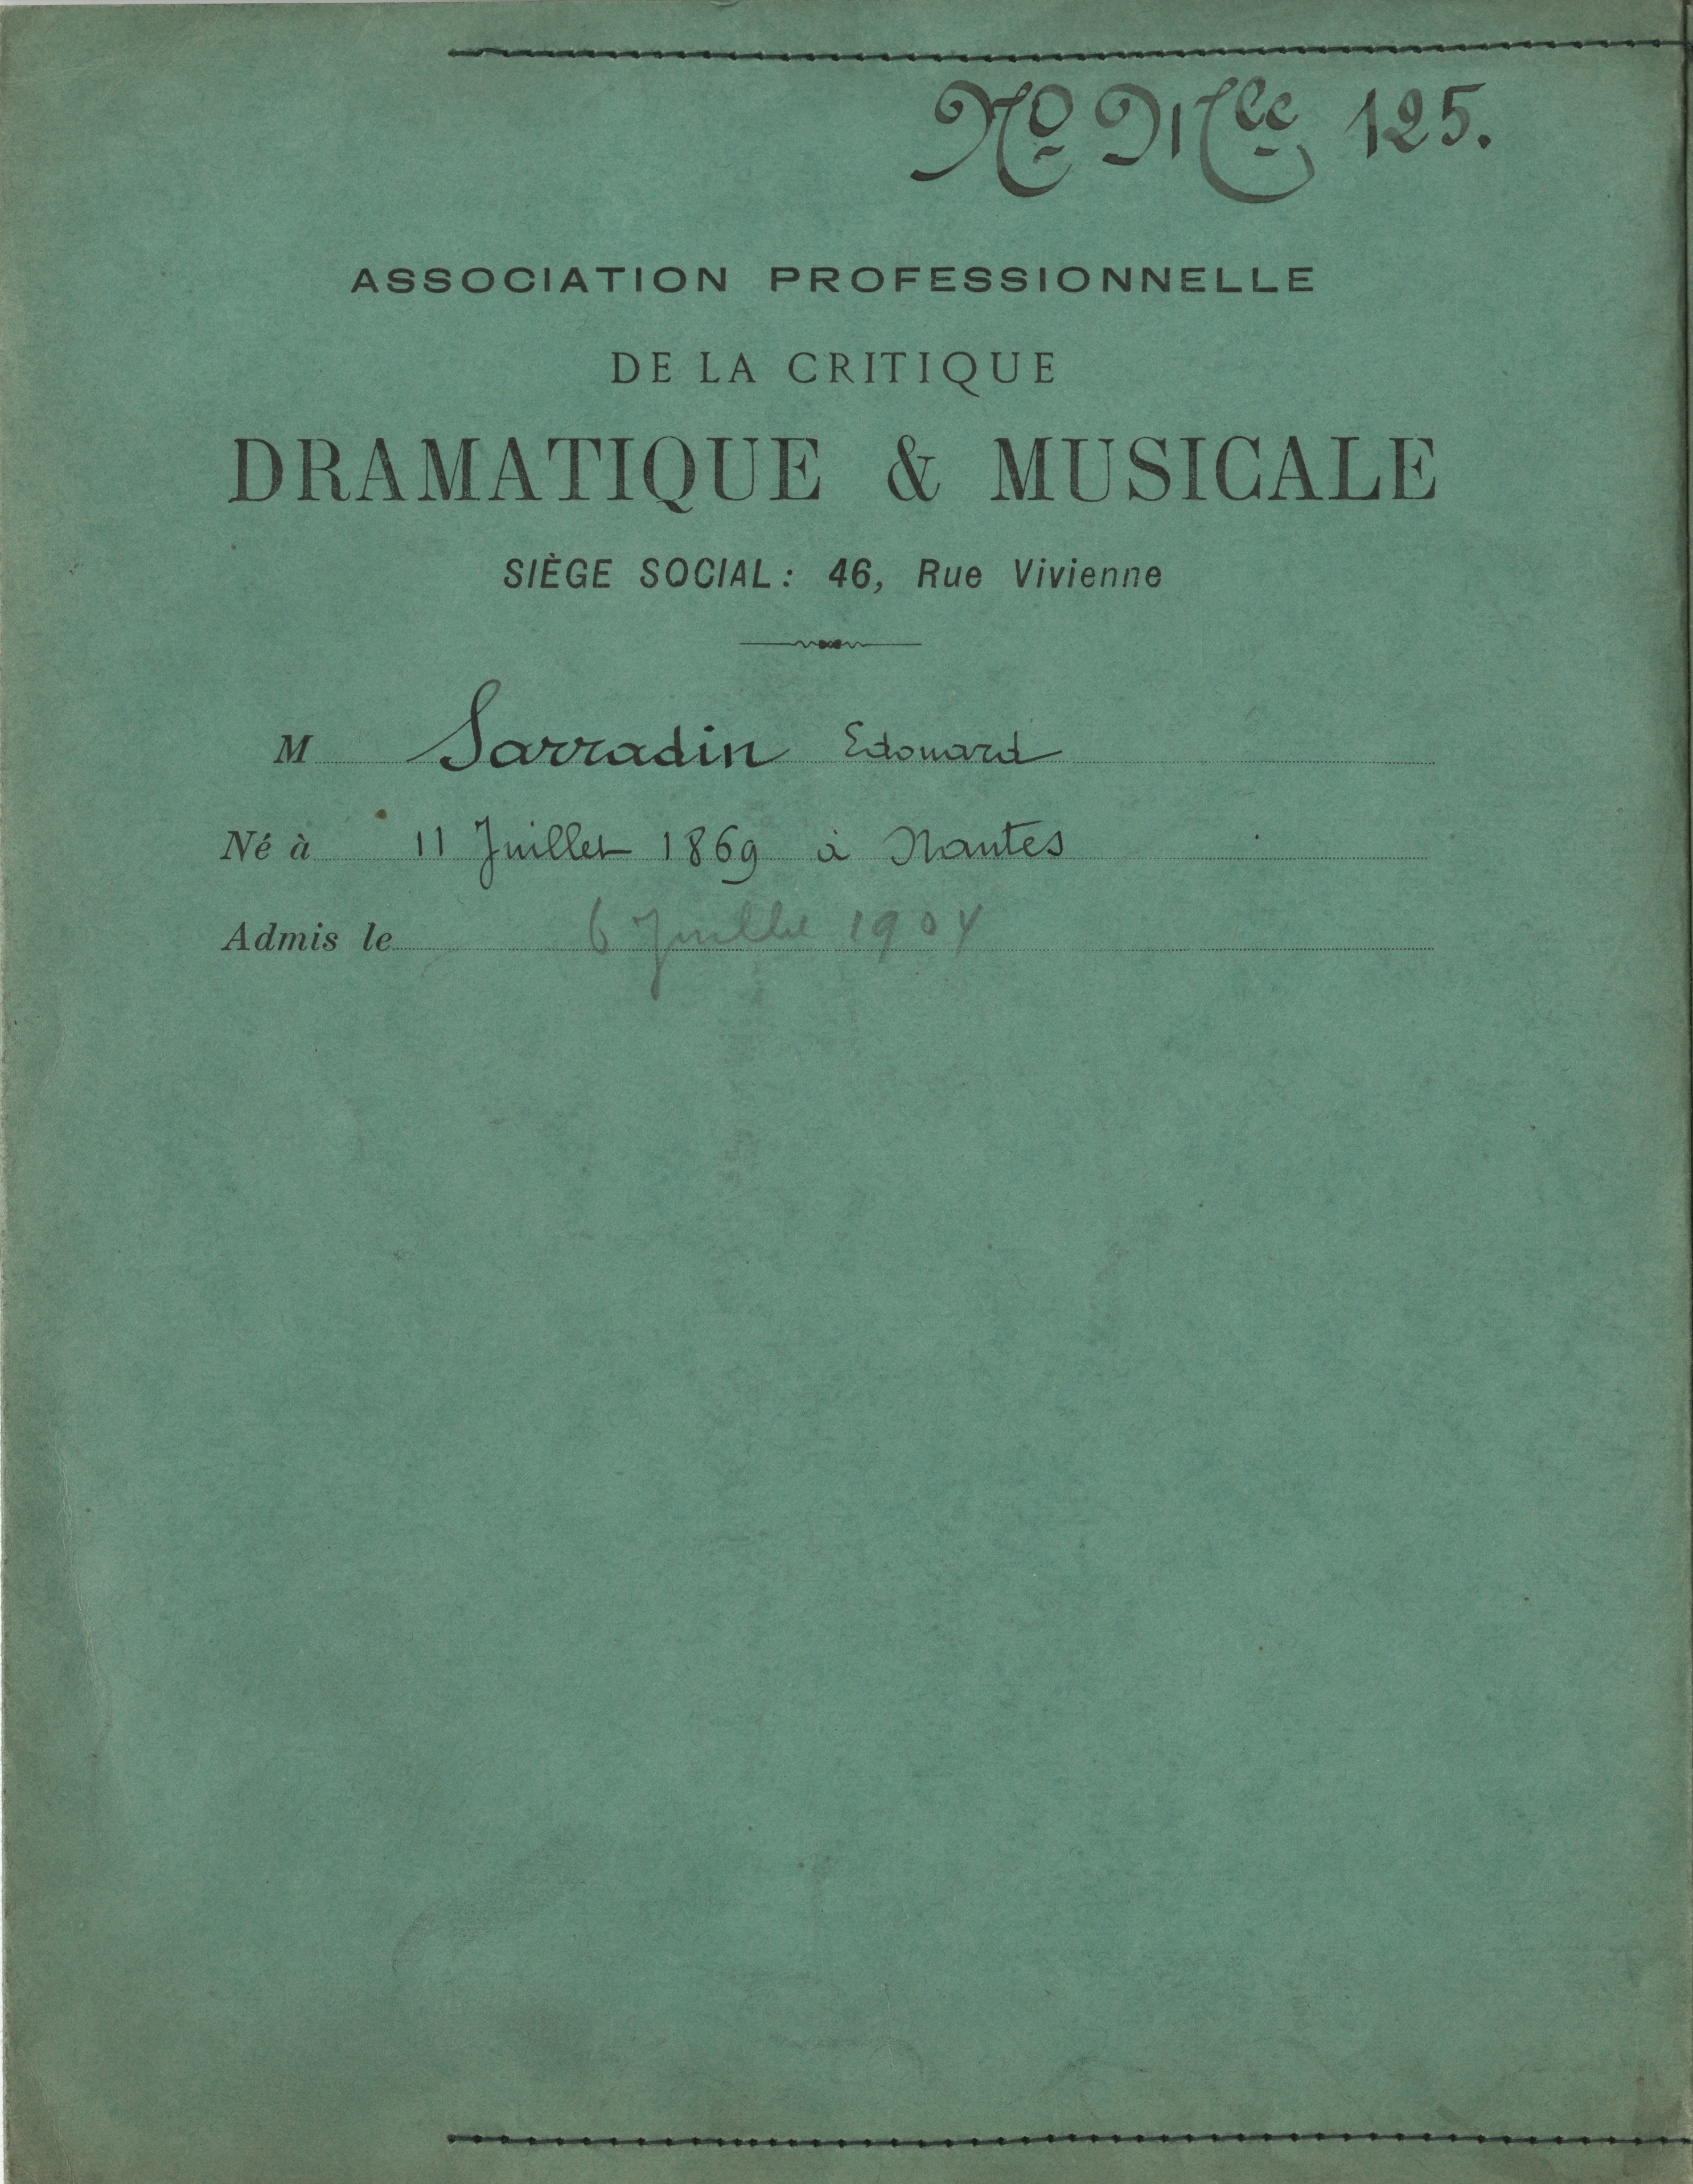 No Mle 125.
ASSOCIATION PROFESSIONNELLE
DE LA CRITIQUE
DRAMATIQUE & MUSICALE
SIÈGE SOCIAL: 46, Rue Vivienne
M Sarradin Edouard
Né à 11 Juillet 1869 à Nantes
Admis le 6 Juillet 1904